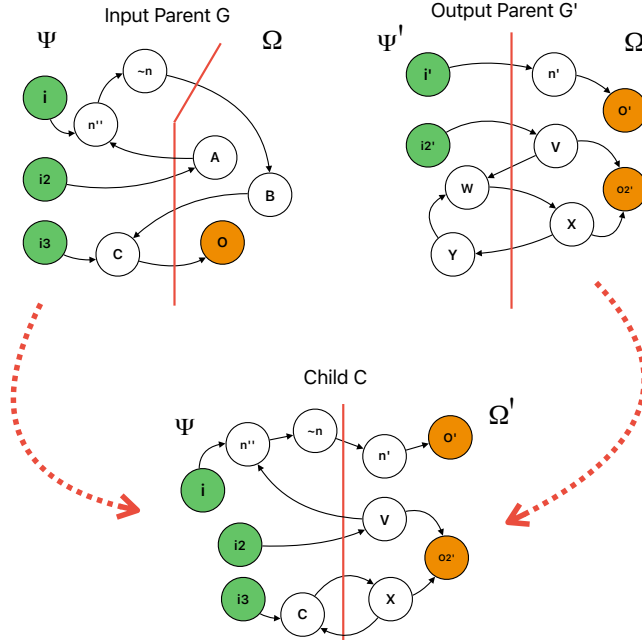 Input Parent G
Output Parent G'
Ψ
Ω
Ψ'
Ω
i
n''
~n
A
i2
B
i3
C
O
i'
n'
O'
i2'
V
W
O2'
X
Y
Child C
Ψ
Ω'
n''
~n
n'
O'
i
V
i2
O2'
i3
C
X